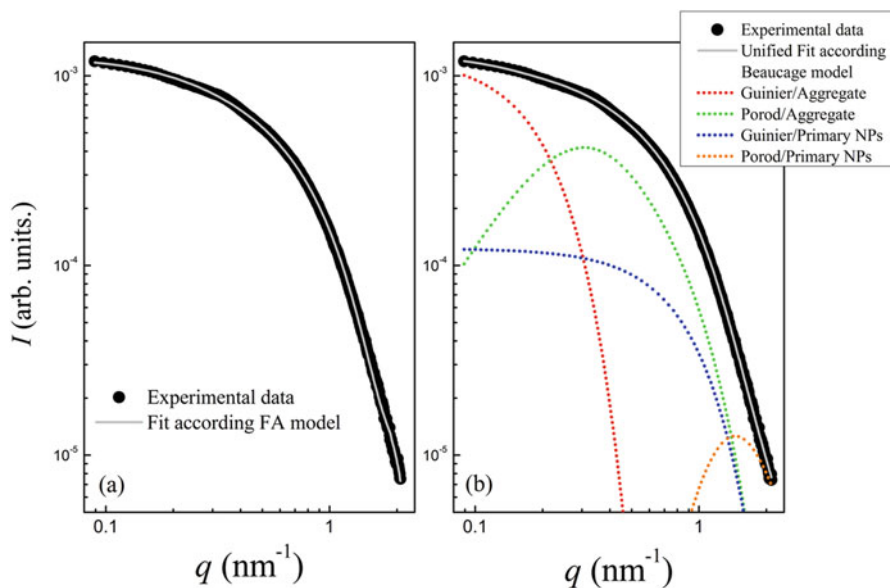 Experimental data
Unified Fit according
Beaucage model
Guinier/Aggregate
Porod/Aggregate
Guinier/Primary NPs
Porod/Primary NPs
I (arb. units.)
10⁻³
10⁻⁴
10⁻⁵
Experimental data
Fit according FA model
(a)
0.1
1
q (nm⁻¹)
10⁻³
10⁻⁴
10⁻⁵
(b)
0.1
1
q (nm⁻¹)